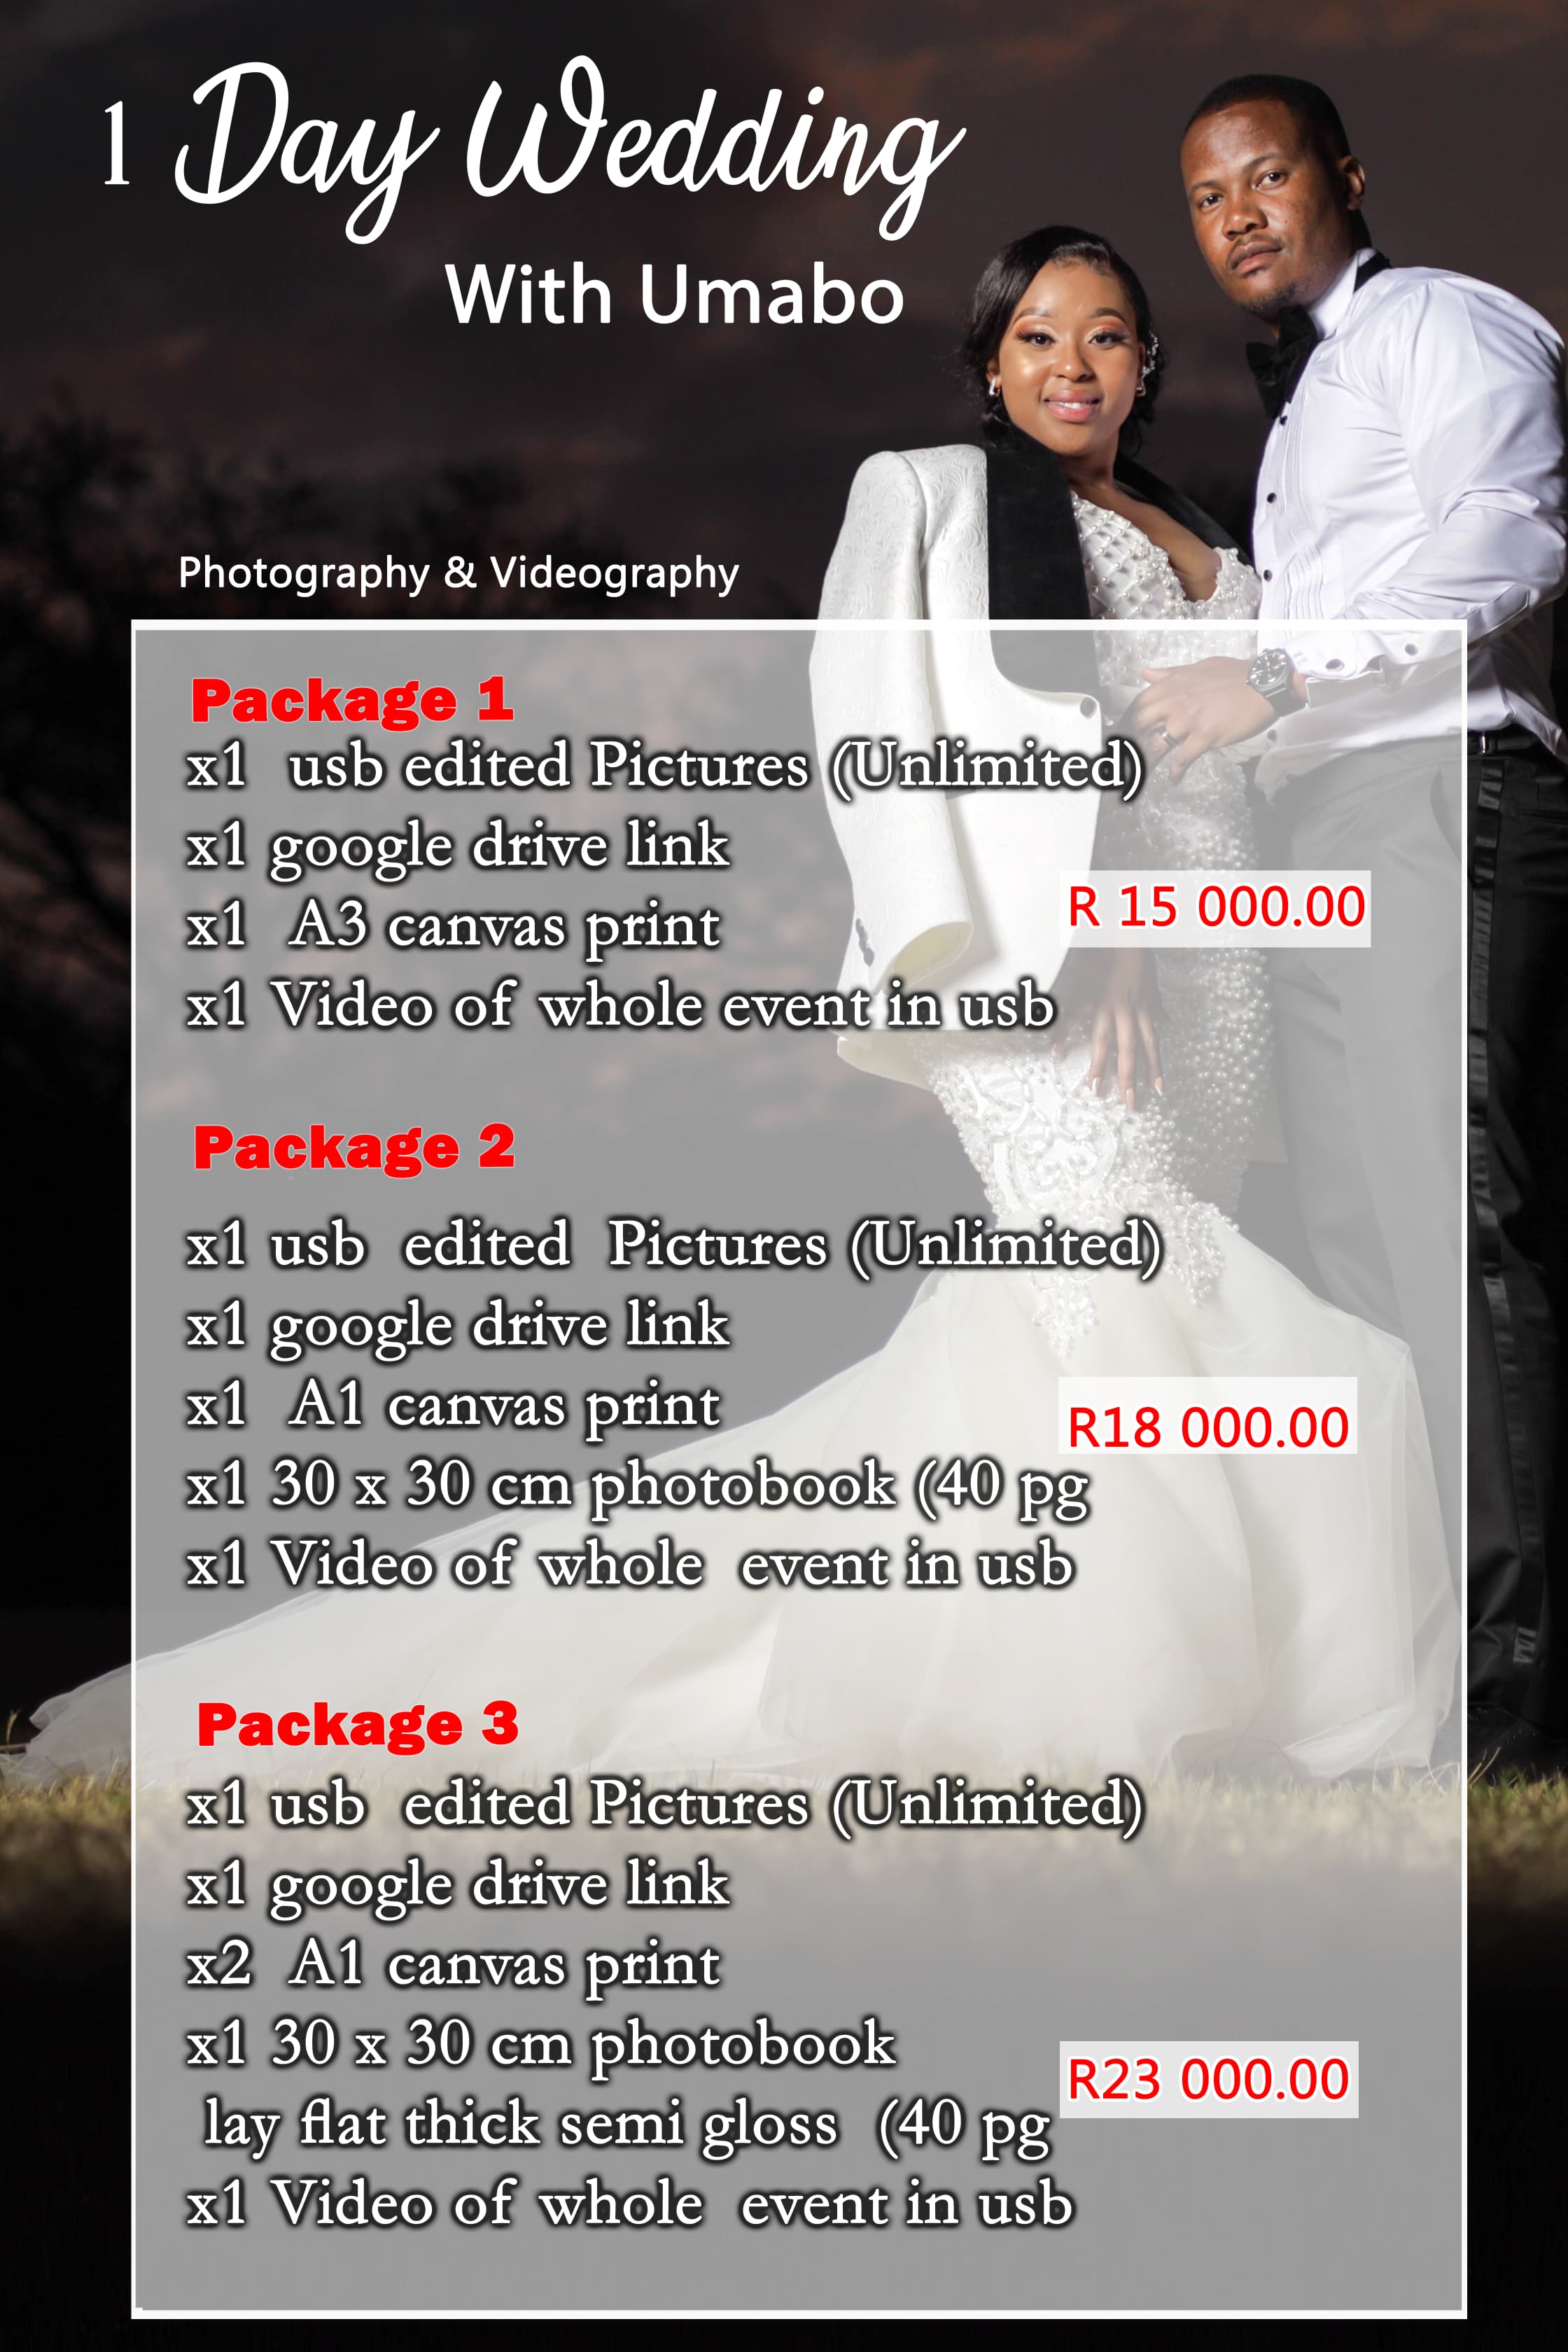 1 Day Wedding
With Umabo
Photography & Videography
Package 1
x1 usb edited Pictures (Unlimited)
x1 google drive link
x1 A3 canvas print
x1 Video of whole event in usb
R 15 000.00
Package 2
x1 usb edited Pictures (Unlimited)
x1 google drive link
x1 A1 canvas print
x1 30 x 30 cm photobook (40 pg
x1 Video of whole event in usb
R18 000.00
Package 3
x1 usb edited Pictures (Unlimited)
x1 google drive link
x2 A1 canvas print
x1 30 x 30 cm photobook
lay flat thick semi gloss (40 pg
x1 Video of whole event in usb
R23 000.00